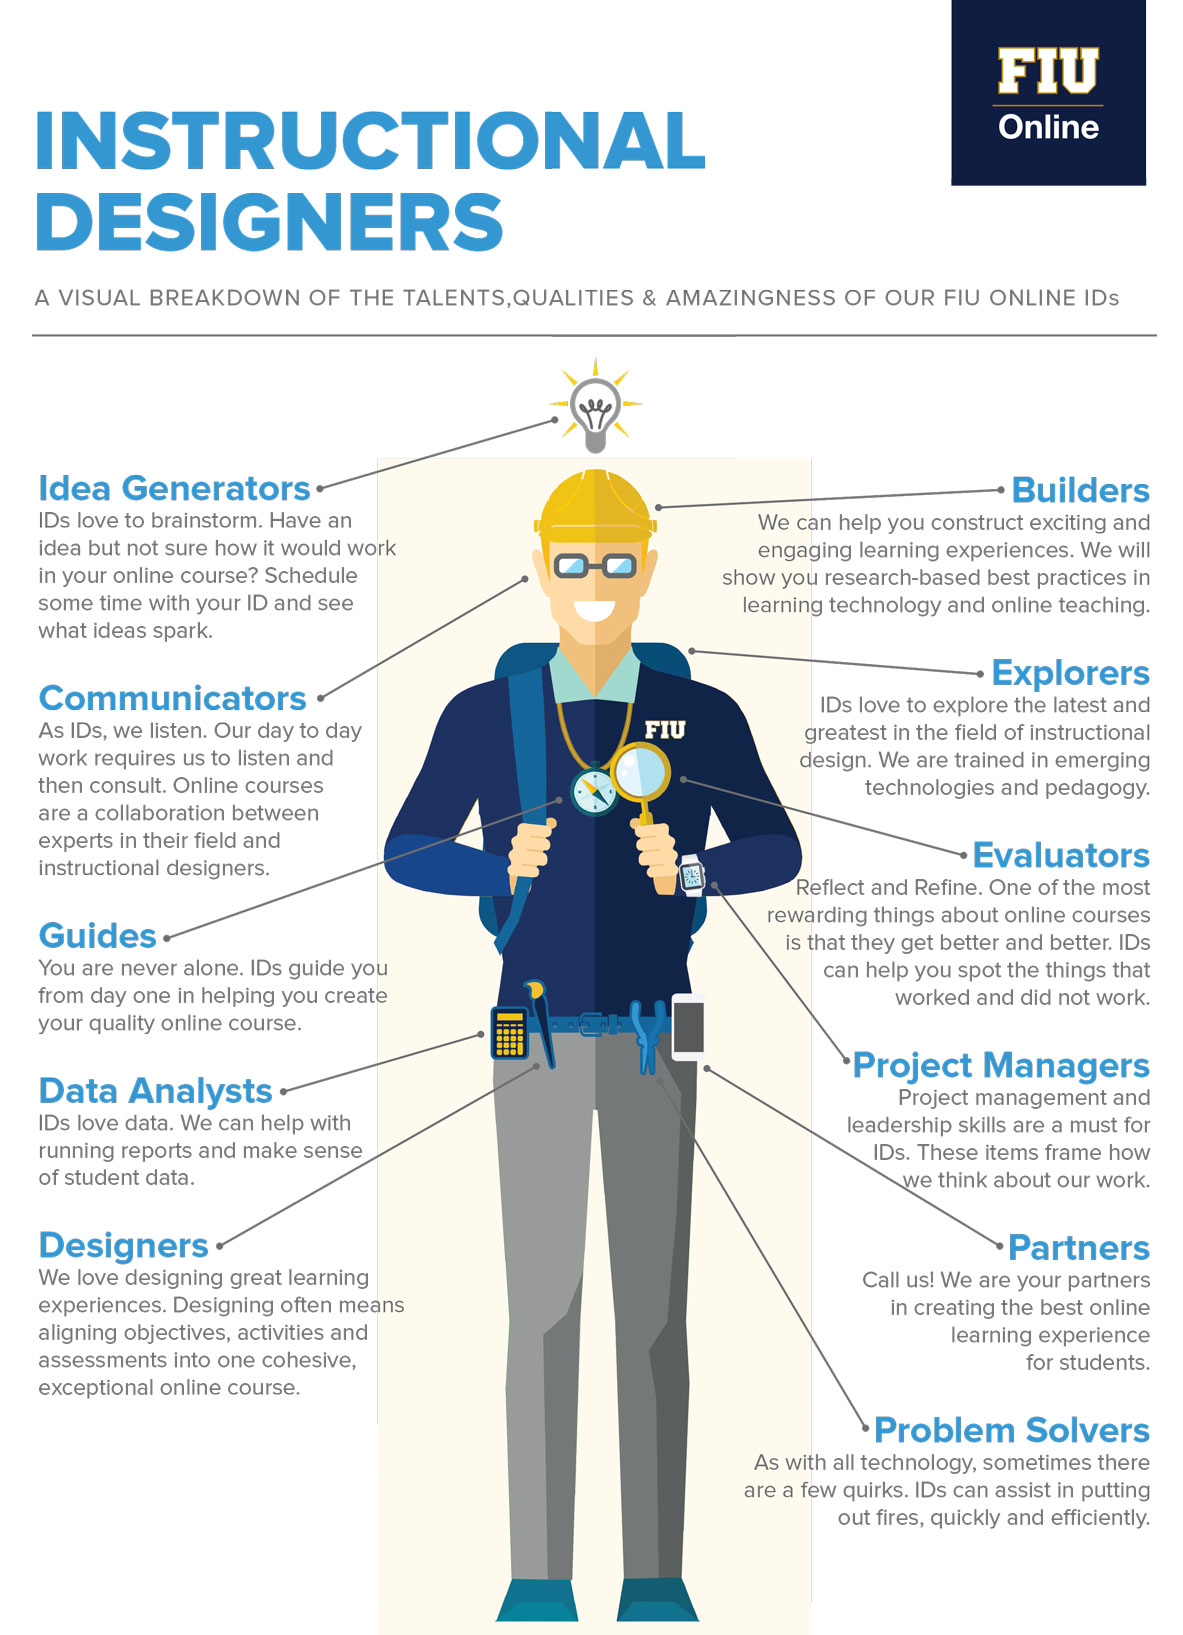 FIU
Online
INSTRUCTIONAL
DESIGNERS
A VISUAL BREAKDOWN OF THE TALENTS,QUALITIES & AMAZINGNESS OF OUR FIU ONLINE IDs
Idea Generators
IDs love to brainstorm. Have an
idea but not sure how it would work
in your online course? Schedule
some time with your ID and see
what ideas spark.
Communicators
As IDs, we listen. Our day to day
work requires us to listen and
then consult. Online courses
are a collaboration between
experts in their field and
instructional designers.
Guides
You are never alone. IDs guide you
from day one in helping you create
your quality online course.
Data Analysts
IDs love data. We can help with
running reports and make sense
of student data.
Designers
We love designing great learning
experiences. Designing often means
aligning objectives, activities and
assessments into one cohesive,
exceptional online course.
FIU
Builders
We can help you construct exciting and
engaging learning experiences. We will
show you research-based best practices in
learning technology and online teaching.
Explorers
IDs love to explore the latest and
greatest in the field of instructional
design. We are trained in emerging
technologies and pedagogy.
Evaluators
Reflect and Refine. One of the most
rewarding things about online courses
is that they get better and better. IDs
can help you spot the things that
worked and did not work.
Project Managers
Project management and
leadership skills are a must for
IDs. These items frame how
we think about our work.
Partners
Call us! We are your partners
in creating the best online
learning experience
for students.
Problem Solvers
As with all technology, sometimes there
are a few quirks. IDs can assist in putting
out fires, quickly and efficiently.